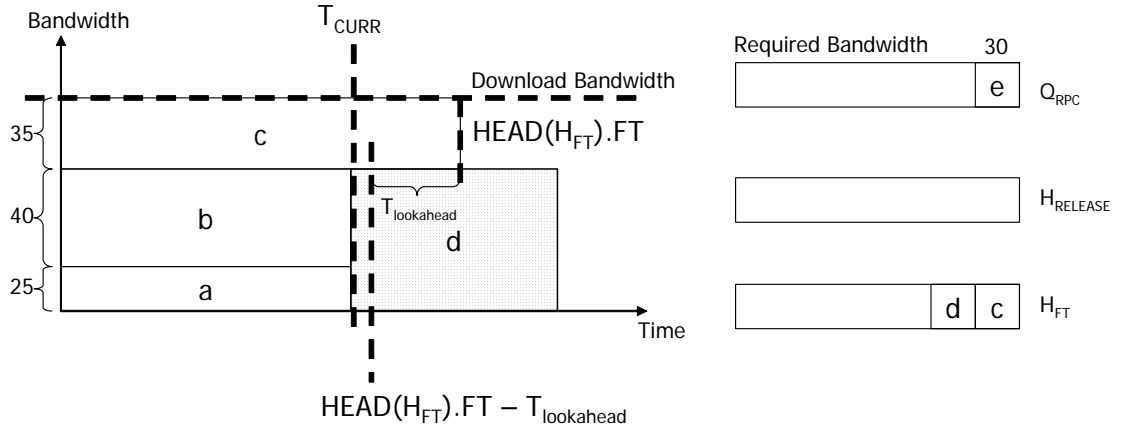 T_CURR
Bandwidth
Required Bandwidth 30
Download Bandwidth
e
Q_RPC
35
c
HEAD(H_FT).FT
T_lookahead
H_RELEASE
40
b
d
25
a
d c
H_FT
Time
HEAD(H_FT).FT – T_lookahead